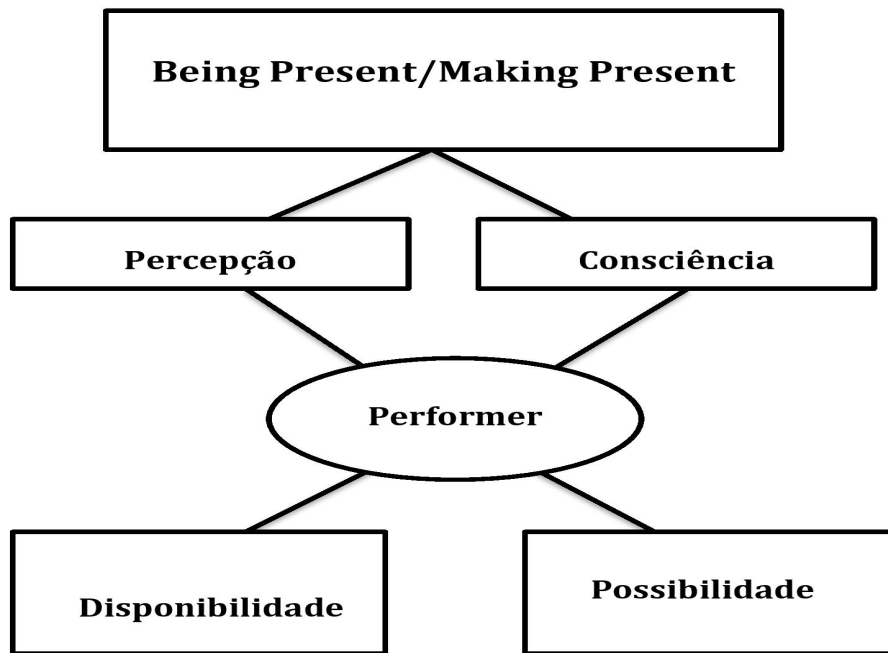 Being Present/Making Present
Percepção
Consciência
Performer
Disponibilidade
Possibilidade